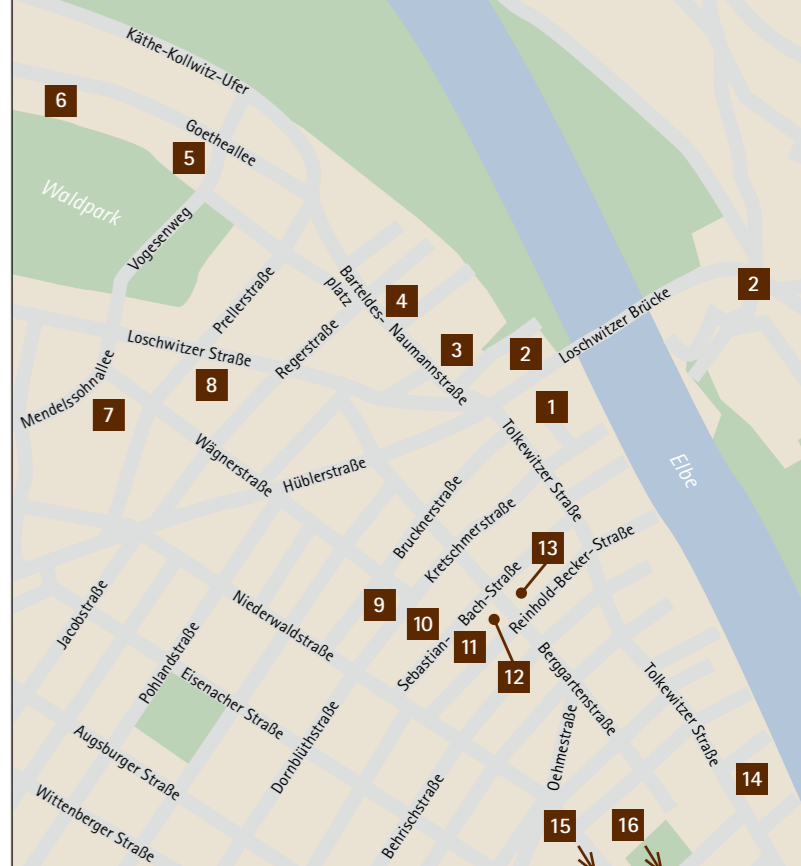 Käthe-Kollwitz-Ufer
6
Goetheallee
5
Waldpark
Vogesenweg
Prellerstraße
Barteldes-
platz
4
2
Loschwitzer Brücke
Naumannstraße
3
2
Regerstraße
Loschwitzer Straße
8
Mendelssohnallee
7
1
Tolkewitzer Straße
Wägnerstraße
Hüblerstraße
Elbe
Brucknerstraße
Kretschmerstraße
13
Reinhold-Becker-Straße
Sebastian-
Bach-Straße
9
10
11
12
Jacobstraße
Niederwaldstraße
Pohlandstraße
Eisenacher Straße
Berggartenstraße
Tolkewitzer Straße
Oehmestraße
Dornblüthstraße
Augsburger Straße
Behrischstraße
14
Wittenberger Straße
15
16